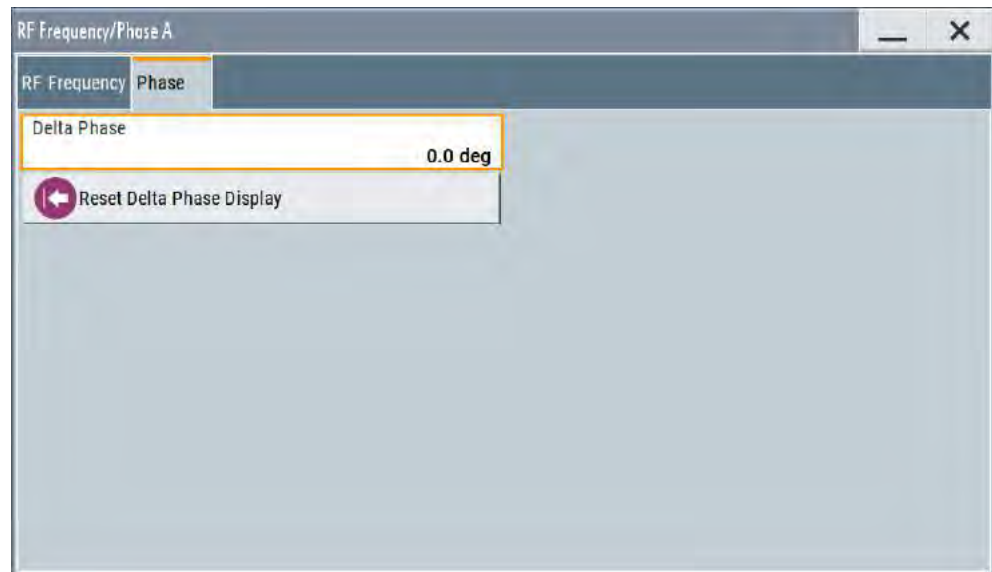 RF Frequency/Phase A
RF Frequency Phase
Delta Phase
0.0 deg
Reset Delta Phase Display